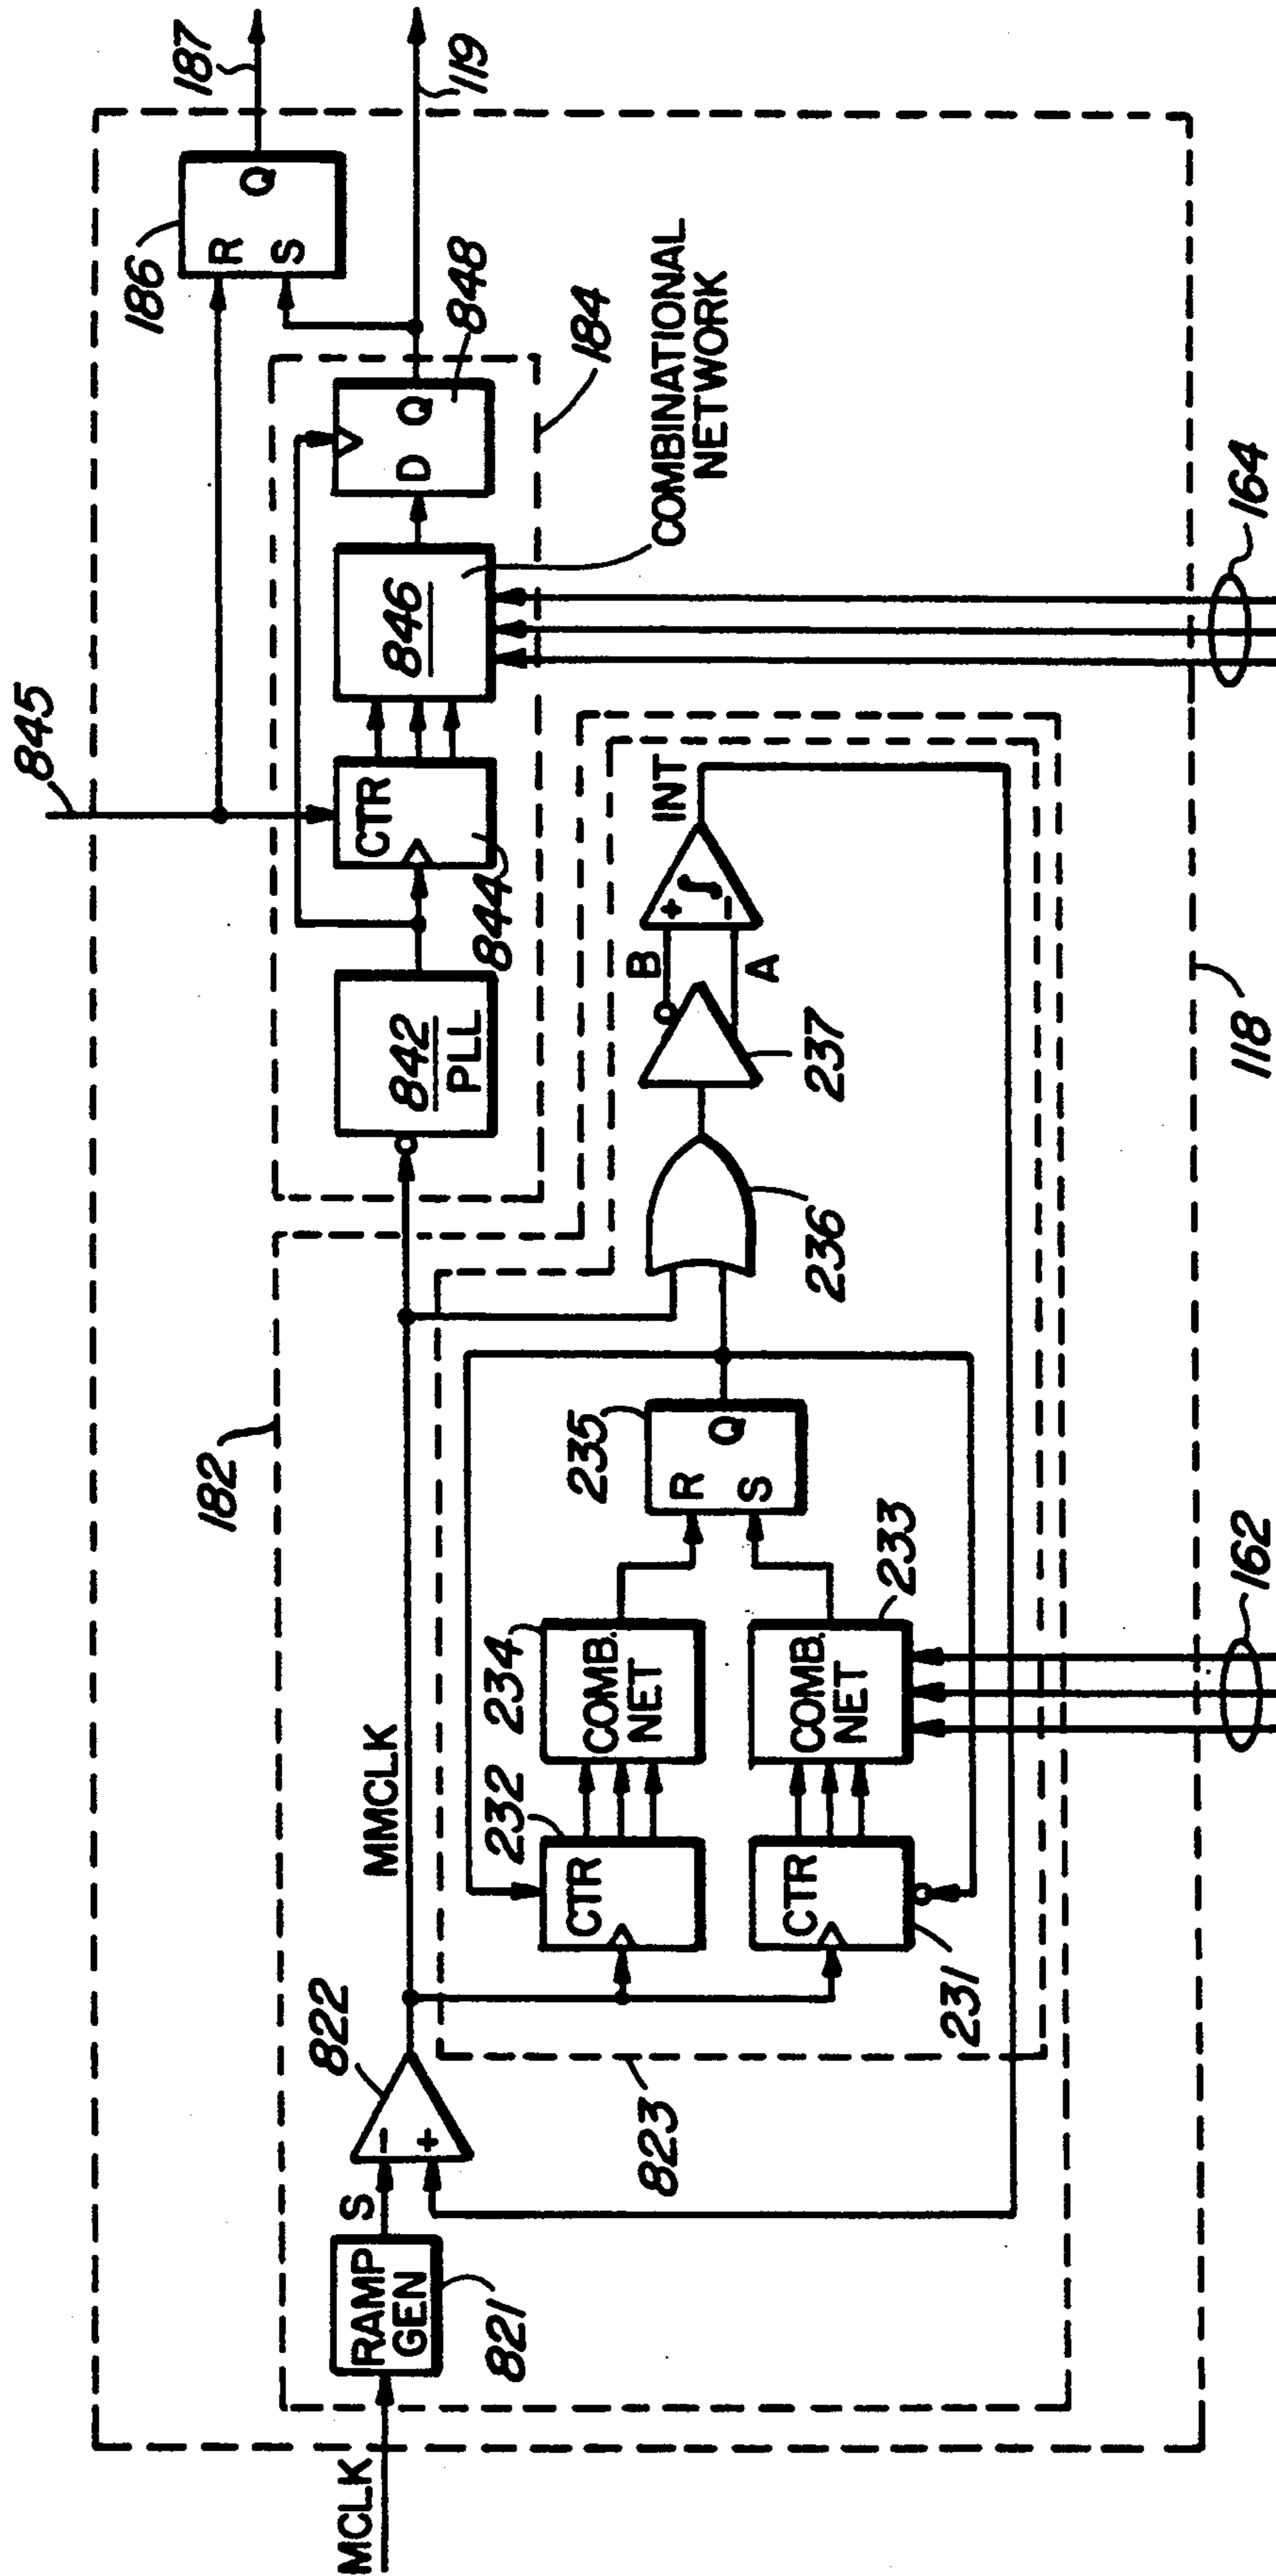 MCLK
RAMP
GEN
821
S
-
+
822
MMCLK
182
823
CTR
232
COMB.
NET
234
CTR
231
COMB.
NET
233
R
S
Q
235
236
237
B
A
+
∫
-
INT
842
PLL
CTR
844
845
846
COMBINATIONAL
NETWORK
D
Q
848
184
R
S
Q
186
187
119
162
164
118